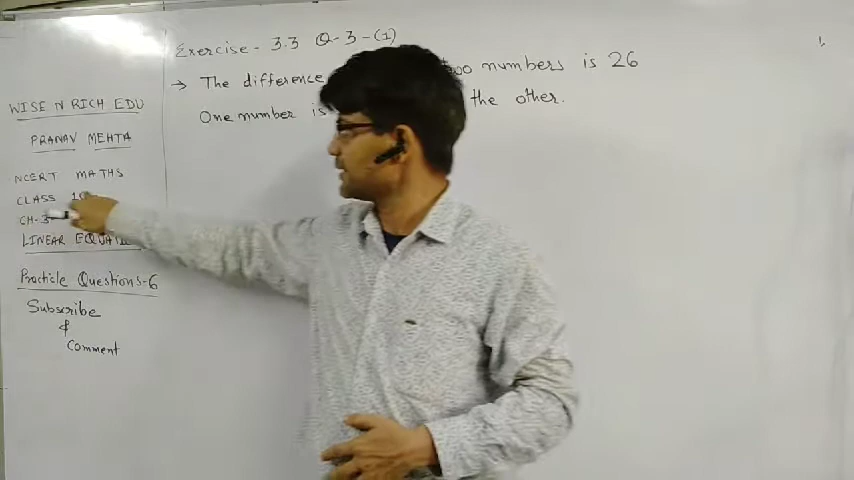 Exercise - 3.3 Q-3-(1)
→ The difference two numbers is 26
One number is the other.
WISE N RICH EDU
PRANAV MEHTA
NCERT MATHS
CLASS 10
CH-3
LINEAR EQUATI
Practicle Questions-6
Subscribe
&
Comment